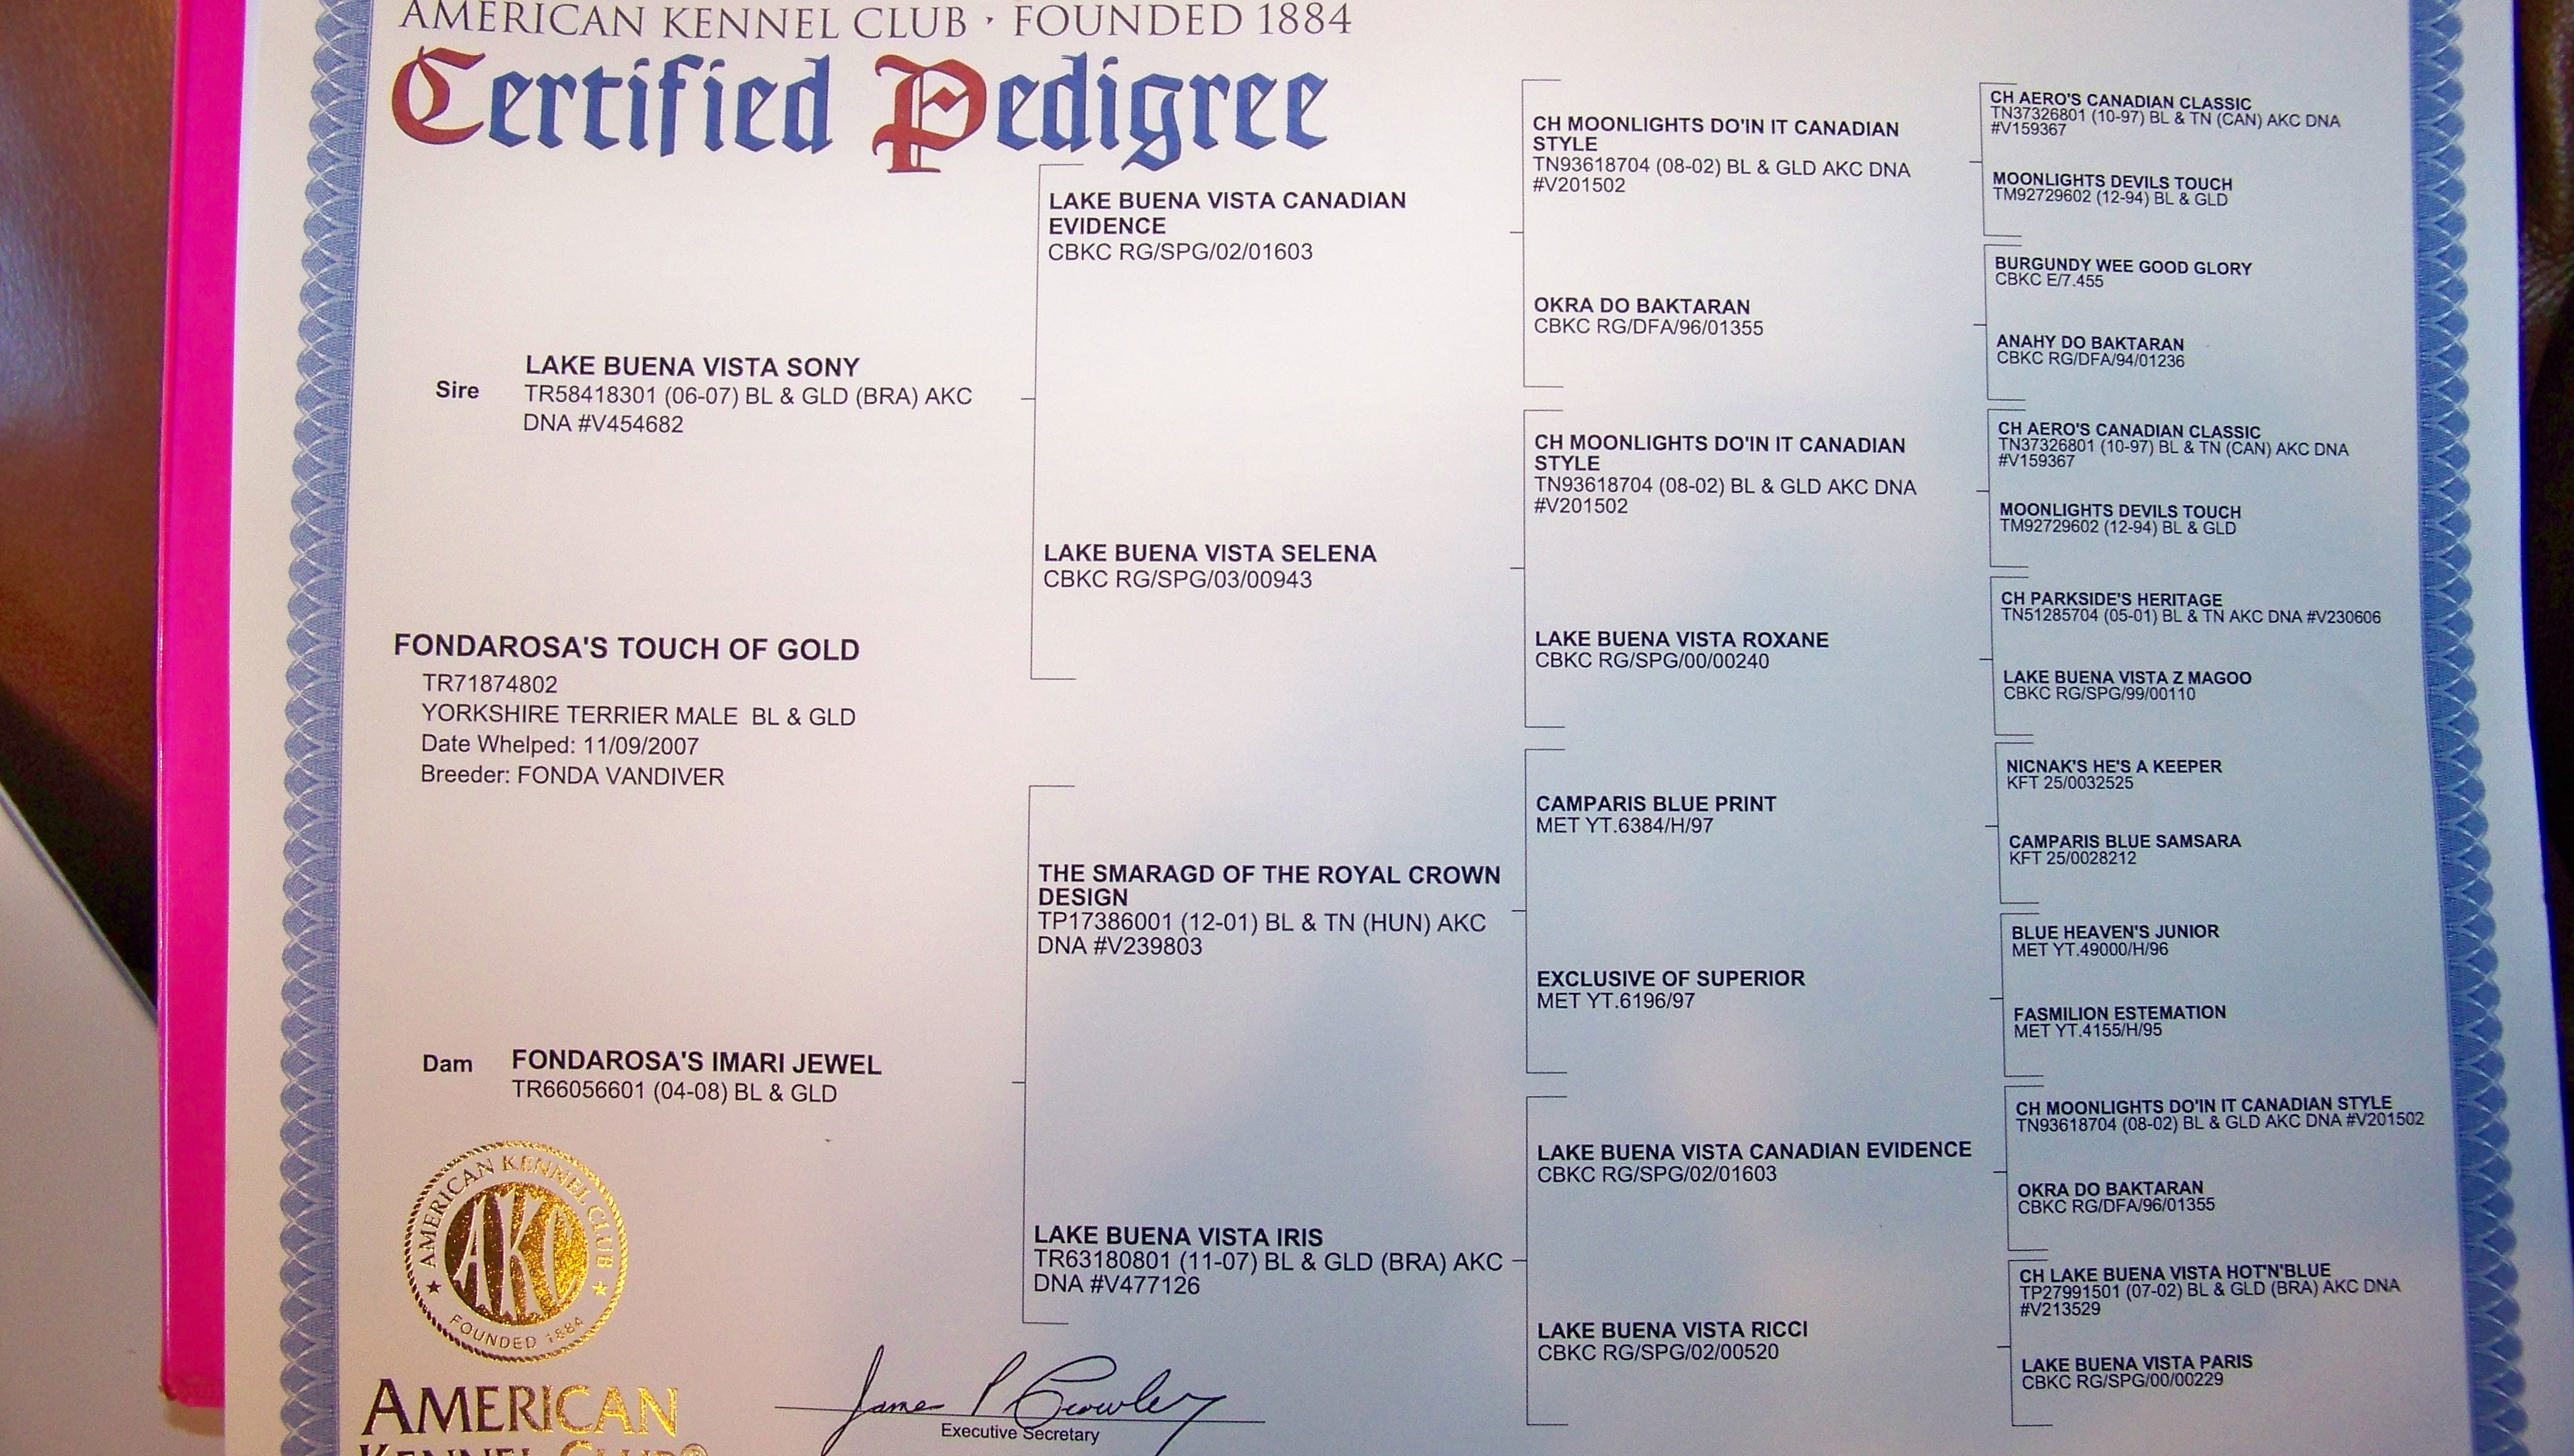 AMERICAN KENNEL CLUB · FOUNDED 1884
Certified Pedigree
Sire
LAKE BUENA VISTA SONY
TR58418301 (06-07) BL & GLD (BRA) AKC
DNA #V454682
FONDAROSA'S TOUCH OF GOLD
TR71874802
YORKSHIRE TERRIER MALE BL & GLD
Date Whelped: 11/09/2007
Breeder: FONDA VANDIVER
Dam
FONDAROSA'S IMARI JEWEL
TR66056601 (04-08) BL & GLD
LAKE BUENA VISTA CANADIAN
EVIDENCE
CBKC RG/SPG/02/01603
LAKE BUENA VISTA SELENA
CBKC RG/SPG/03/00943
THE SMARAGD OF THE ROYAL CROWN
DESIGN
TP17386001 (12-01) BL & TN (HUN) AKC
DNA #V239803
LAKE BUENA VISTA IRIS
TR63180801 (11-07) BL & GLD (BRA) AKC
DNA #V477126
CH MOONLIGHTS DO'IN IT CANADIAN
STYLE
TN93618704 (08-02) BL & GLD AKC DNA
#V201502
OKRA DO BAKTARAN
CBKC RG/DFA/96/01355
CH MOONLIGHTS DO'IN IT CANADIAN
STYLE
TN93618704 (08-02) BL & GLD AKC DNA
#V201502
LAKE BUENA VISTA ROXANE
CBKC RG/SPG/00/00240
CAMPARIS BLUE PRINT
MET YT.6384/H/97
EXCLUSIVE OF SUPERIOR
MET YT.6196/97
LAKE BUENA VISTA CANADIAN EVIDENCE
CBKC RG/SPG/02/01603
LAKE BUENA VISTA RICCI
CBKC RG/SPG/02/00520
CH AERO'S CANADIAN CLASSIC
TN37326801 (10-97) BL & TN (CAN) AKC DNA
#V159367
MOONLIGHTS DEVILS TOUCH
TM92729602 (12-94) BL & GLD
BURGUNDY WEE GOOD GLORY
CBKC E/7.455
ANAHY DO BAKTARAN
CBKC RG/DFA/94/01236
CH AERO'S CANADIAN CLASSIC
TN37326801 (10-97) BL & TN (CAN) AKC DNA
#V159367
MOONLIGHTS DEVILS TOUCH
TM92729602 (12-94) BL & GLD
CH PARKSIDE'S HERITAGE
TN51285704 (05-01) BL & TN AKC DNA #V230606
LAKE BUENA VISTA Z MAGOO
CBKC RG/SPG/99/00110
NICNAK'S HE'S A KEEPER
KFT 25/0032525
CAMPARIS BLUE SAMSARA
KFT 25/0028212
BLUE HEAVEN'S JUNIOR
MET YT.49000/H/96
FASMILION ESTEMATION
MET YT.4155/H/95
CH MOONLIGHTS DO'IN IT CANADIAN STYLE
TN93618704 (08-02) BL & GLD AKC DNA #V201502
OKRA DO BAKTARAN
CBKC RG/DFA/96/01355
CH LAKE BUENA VISTA HOT'N'BLUE
TP27991501 (07-02) BL & GLD (BRA) AKC DNA
#V213529
LAKE BUENA VISTA PARIS
CBKC RG/SPG/00/00229
AMERICAN KENNEL CLUB
AKC
FOUNDED 1884
AMERICAN
KENNEL CLUB®
James P Crowley
Executive Secretary